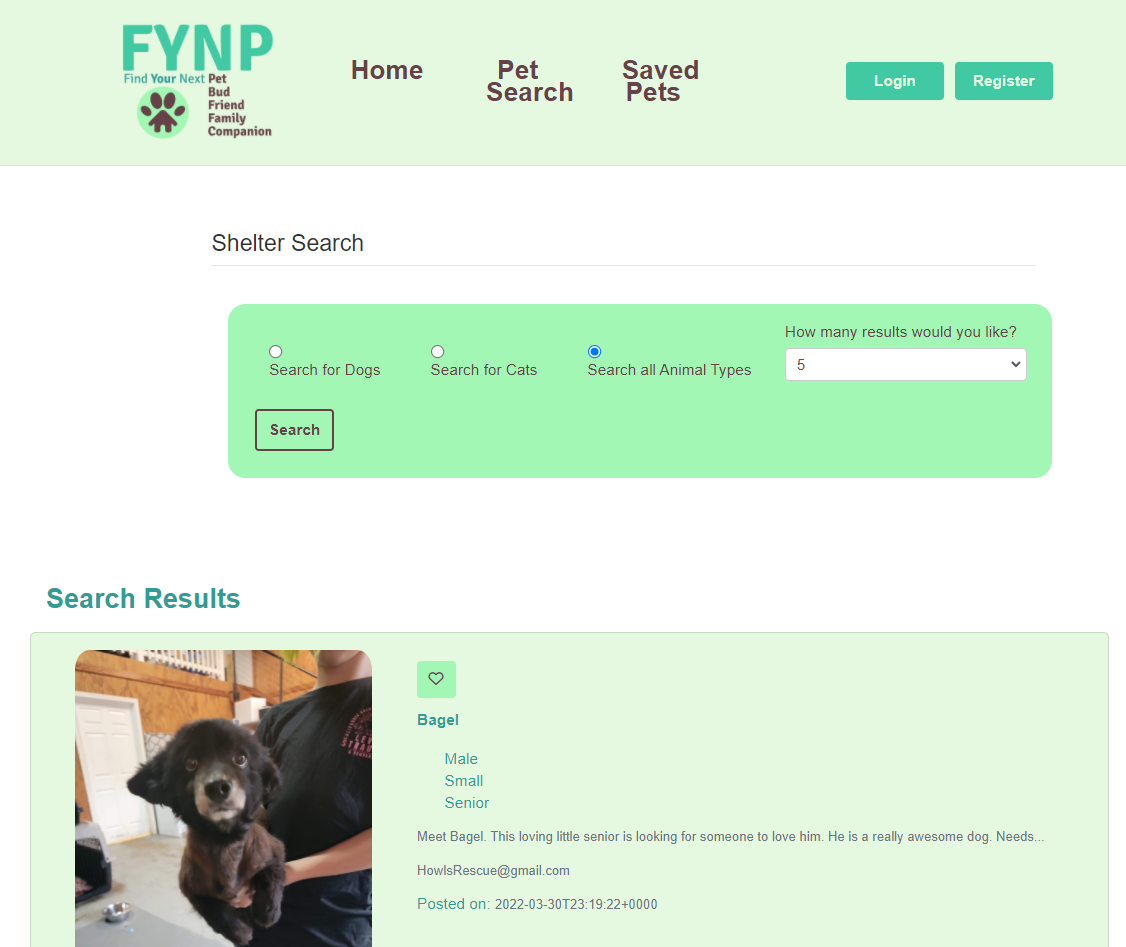 FYNP
Find Your Next Pet
Bud
Friend
Family
Companion
Home
Pet
Search
Saved
Pets
Login
Register
Shelter Search
Search for Dogs
Search for Cats
Search all Animal Types
How many results would you like?
5
Search
Search Results
Bagel
Male
Small
Senior
Meet Bagel. This loving little senior is looking for someone to love him. He is a really awesome dog. Needs...
HowlsRescue@gmail.com
Posted on: 2022-03-30T23:19:22+0000